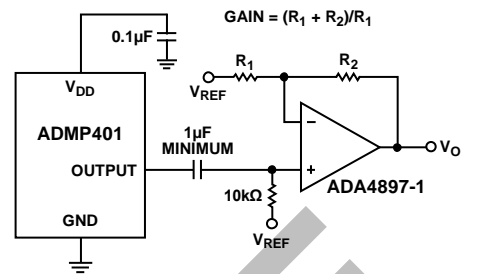 GAIN = (R1 + R2)/R1
0.1µF
R1
R2
VREF
VDD
ADMP401
1µF
MINIMUM
−
VO
OUTPUT
+
10kΩ
ADA4897-1
GND
VREF